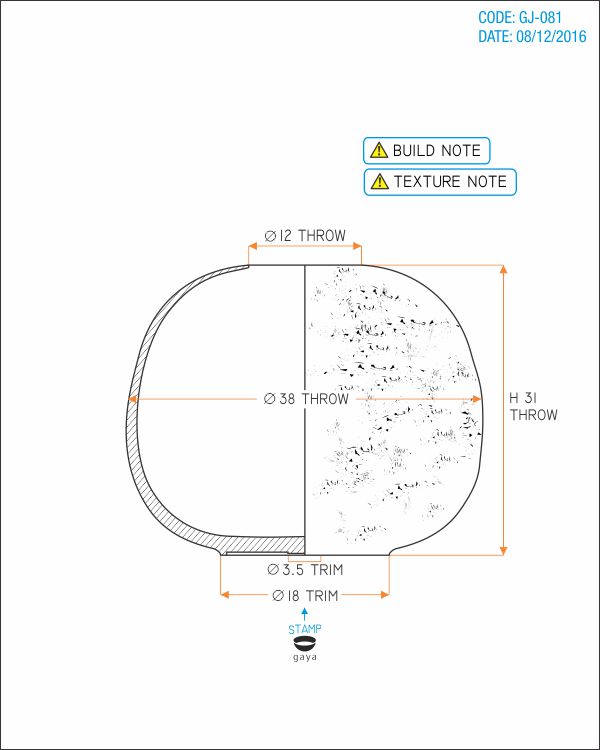 CODE: GJ-081
DATE: 08/12/2016
BUILD NOTE
TEXTURE NOTE
Ø 12 THROW
Ø 38 THROW
H 31
THROW
Ø 3.5 TRIM
Ø 18 TRIM
STAMP
gaya